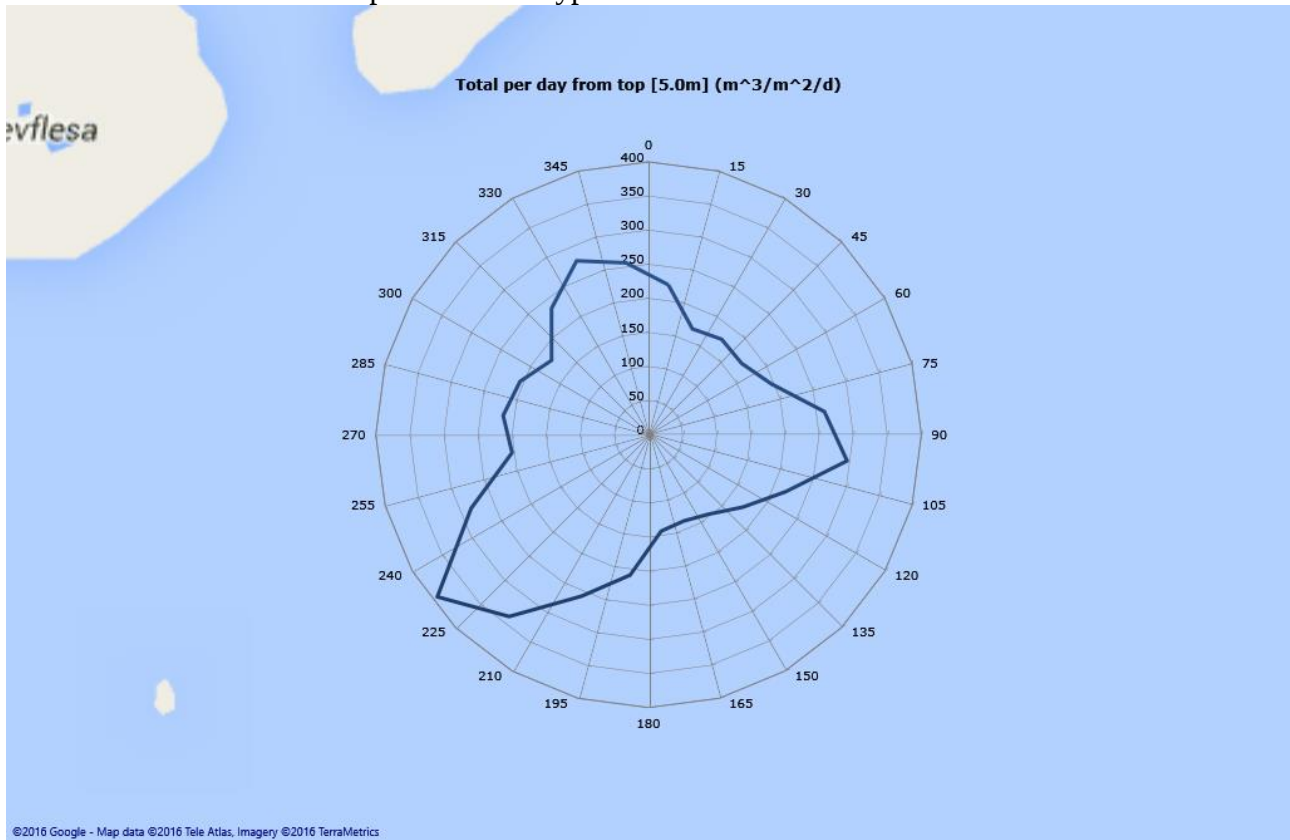 Total per day from top [5.0m] (m^3/m^2/d)
evflesa
0
345 400 15
330 350 30
315 300 45
250
300 200 60
150
285 100 75
50
270 0 90
255 105
240 120
225 135
210 150
195 165
180
©2016 Google - Map data ©2016 Tele Atlas, Imagery ©2016 TerraMetrics